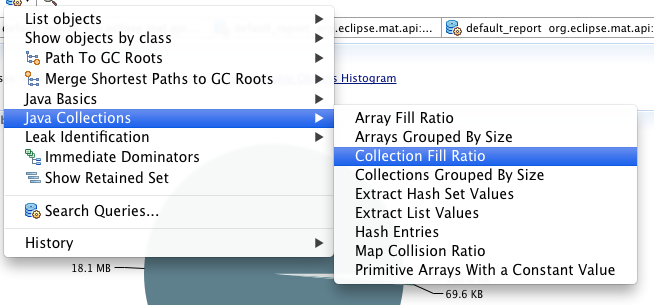 List objects
Show objects by class
.eclipse.mat.api:...
default_report org.eclipse.mat.api:
Path To GC Roots
Merge Shortest Paths to GC Roots
s Histogram
Java Basics
Java Collections
Array Fill Ratio
Leak Identification
Arrays Grouped By Size
Immediate Dominators
Collection Fill Ratio
Show Retained Set
Collections Grouped By Size
Extract Hash Set Values
Search Queries...
Extract List Values
Hash Entries
History
Map Collision Ratio
18.1 MB
Primitive Arrays With a Constant Value
69.6 KB